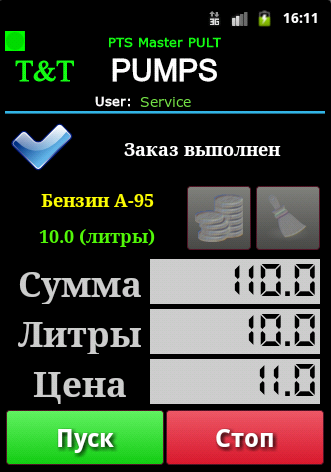 3G 16:11
PTS Master PULT
T&T PUMPS
User: Service
Заказ выполнен
Бензин А-95
10.0 (литры)
Сумма 110.0
Литры 10.0
Цена 11.0
Пуск Стоп